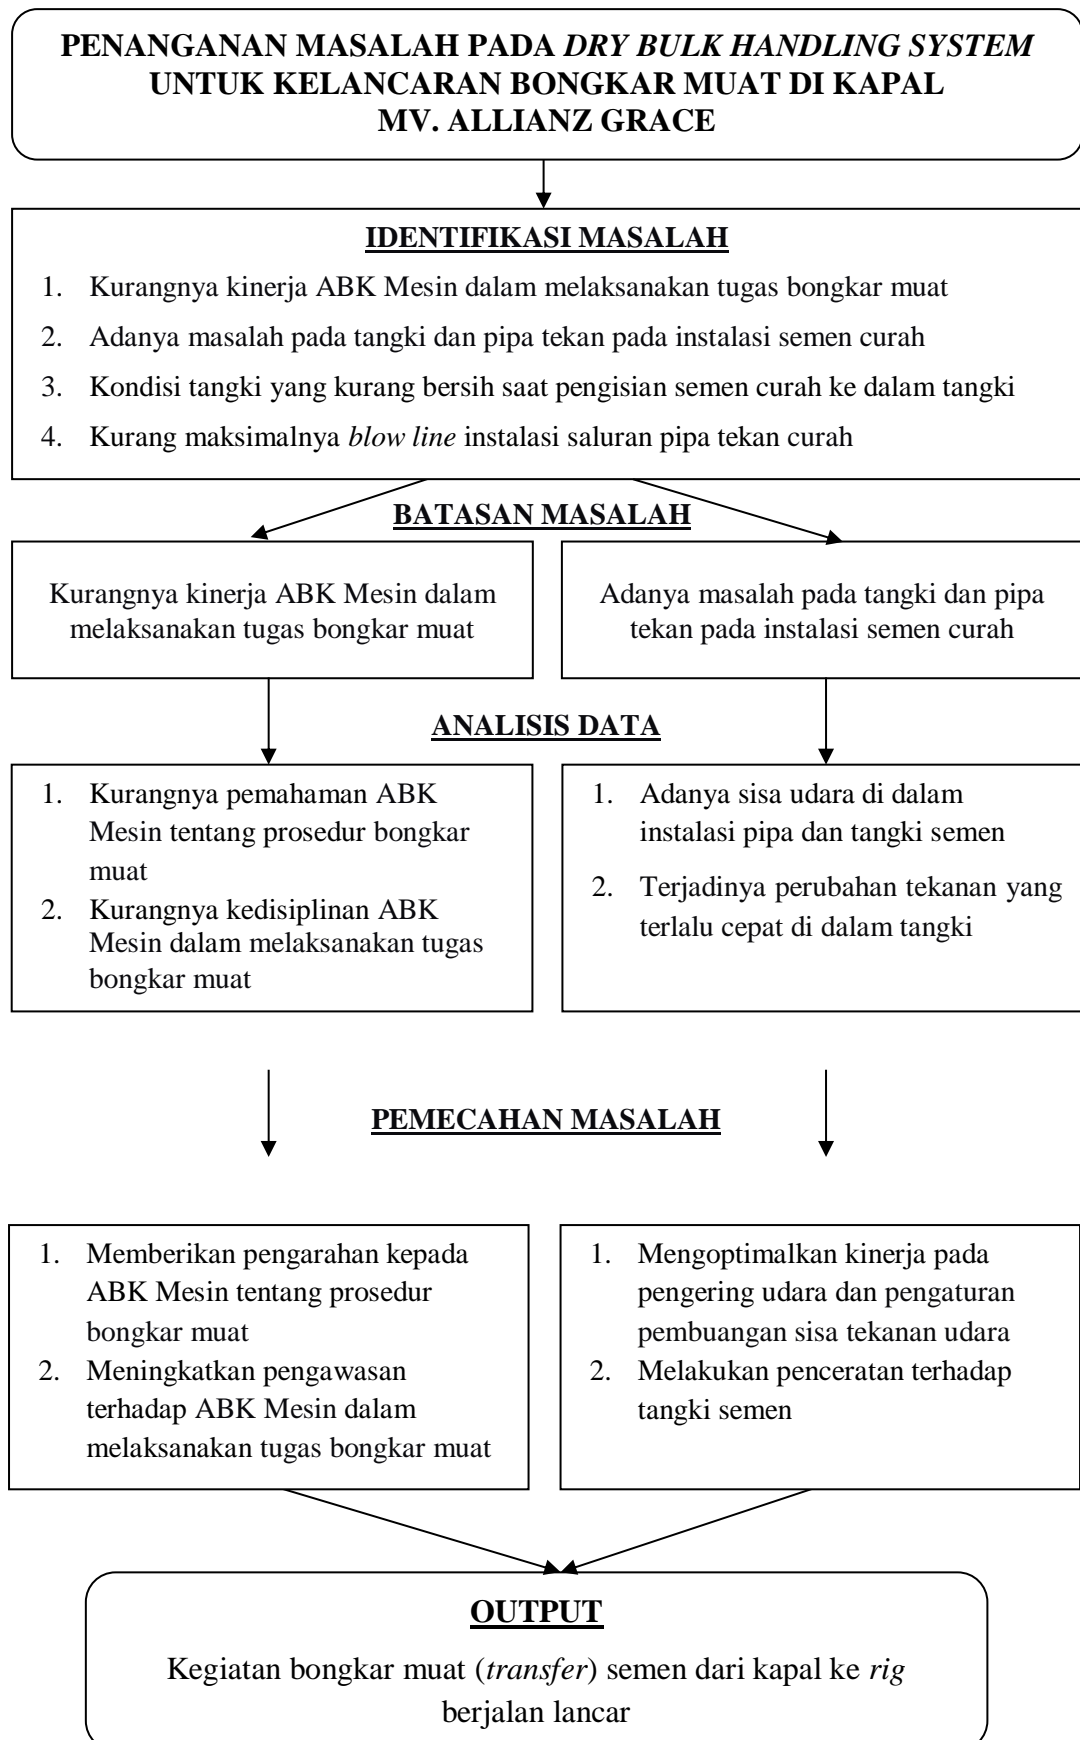 PENANGANAN MASALAH PADA DRY BULK HANDLING SYSTEM
UNTUK KELANCARAN BONGKAR MUAT DI KAPAL
MV. ALLIANZ GRACE
IDENTIFIKASI MASALAH
1. Kurangnya kinerja ABK Mesin dalam melaksanakan tugas bongkar muat
2. Adanya masalah pada tangki dan pipa tekan pada instalasi semen curah
3. Kondisi tangki yang kurang bersih saat pengisian semen curah ke dalam tangki
4. Kurang maksimalnya blow line instalasi saluran pipa tekan curah
BATASAN MASALAH
Kurangnya kinerja ABK Mesin dalam
melaksanakan tugas bongkar muat
Adanya masalah pada tangki dan pipa
tekan pada instalasi semen curah
ANALISIS DATA
1. Kurangnya pemahaman ABK
Mesin tentang prosedur bongkar
muat
2. Kurangnya kedisiplinan ABK
Mesin dalam melaksanakan tugas
bongkar muat
1. Adanya sisa udara di dalam
instalasi pipa dan tangki semen
2. Terjadinya perubahan tekanan yang
terlalu cepat di dalam tangki
PEMECAHAN MASALAH
1. Memberikan pengarahan kepada
ABK Mesin tentang prosedur
bongkar muat
2. Meningkatkan pengawasan
terhadap ABK Mesin dalam
melaksanakan tugas bongkar muat
1. Mengoptimalkan kinerja pada
pengering udara dan pengaturan
pembuangan sisa tekanan udara
2. Melakukan penceratan terhadap
tangki semen
OUTPUT
Kegiatan bongkar muat (transfer) semen dari kapal ke rig
berjalan lancar